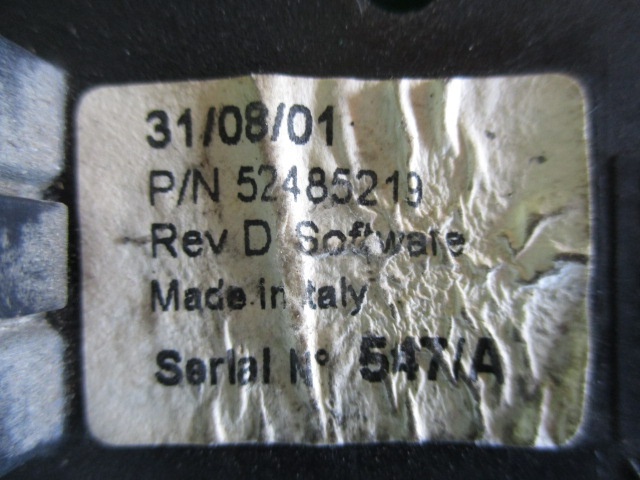 31/08/01
P/N 52485219
Rev D Software
Made in Italy
Serial N° 547/A